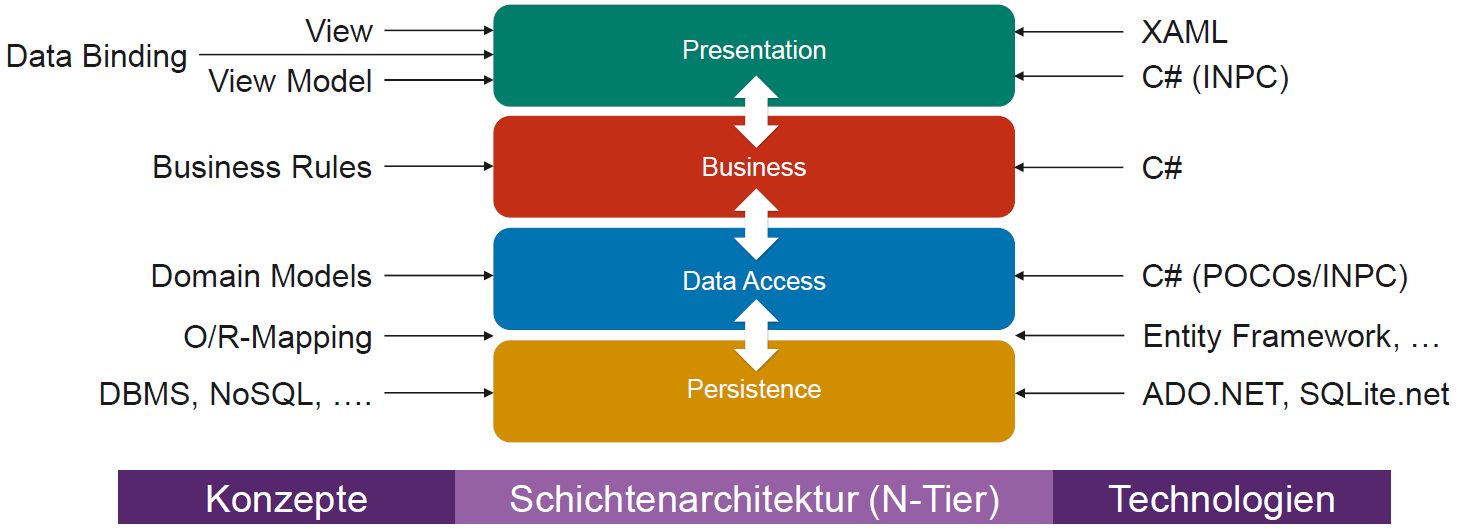 View
Data Binding
View Model
Presentation
XAML
C# (INPC)
Business Rules
Business
C#
Domain Models
Data Access
C# (POCOs/INPC)
O/R-Mapping
Entity Framework, …
DBMS, NoSQL, ….
Persistence
ADO.NET, SQLite.net
Konzepte
Schichtenarchitektur (N-Tier)
Technologien